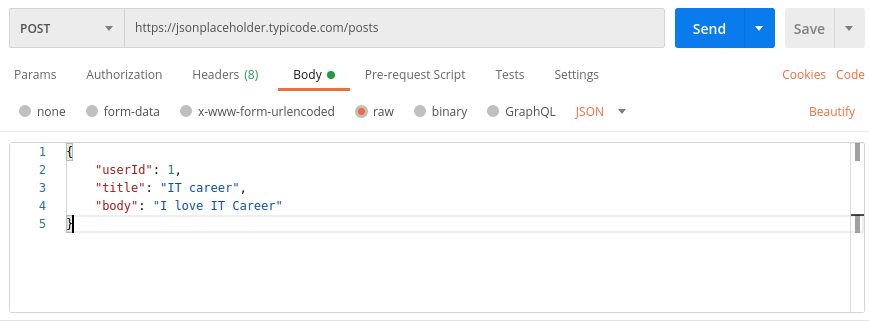 POST https://jsonplaceholder.typicode.com/posts Send Save
Params Authorization Headers (8) Body Pre-request Script Tests Settings Cookies Code
none form-data x-www-form-urlencoded raw binary GraphQL JSON Beautify
1 {
2 "userId": 1,
3 "title": "IT career",
4 "body": "I love IT Career"
5 }